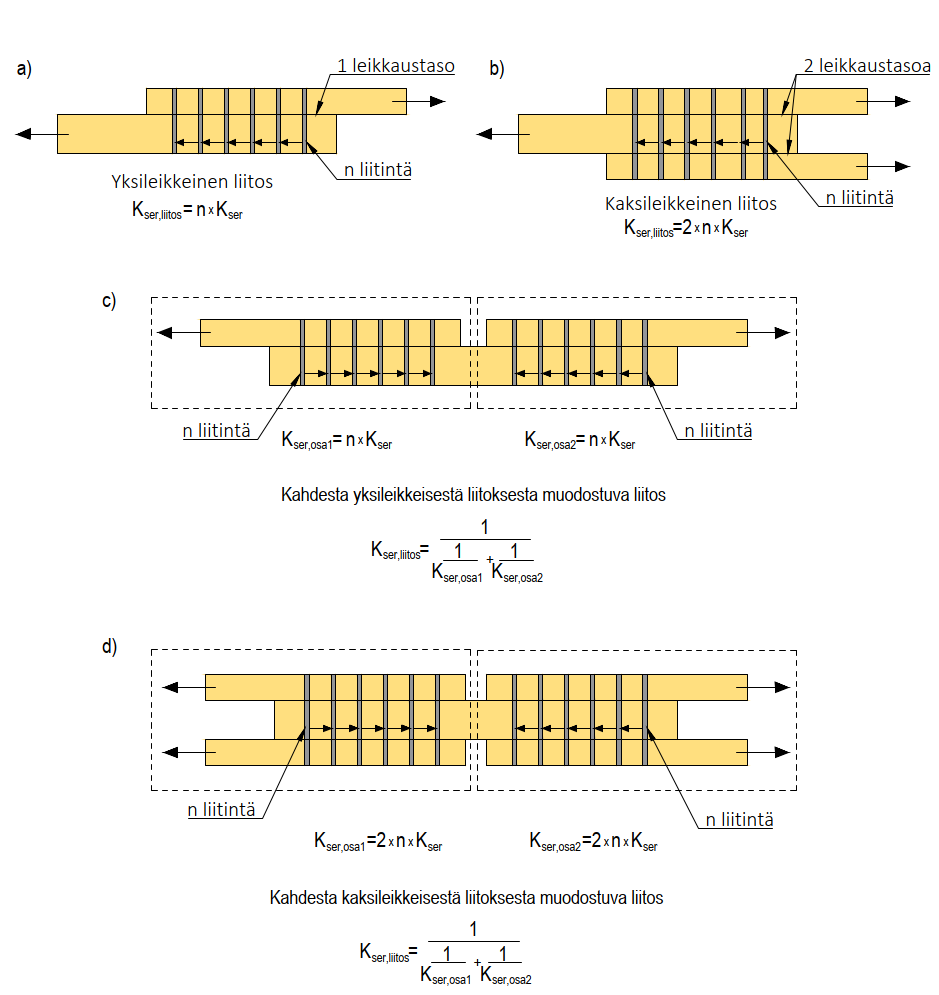 a)
1 leikkaustaso
n liitintä
Yksileikkeinen liitos
Kser,liitos= n x Kser
b)
2 leikkaustasoa
n liitintä
Kaksileikkeinen liitos
Kser,liitos=2 x n x Kser
c)
n liitintä
n liitintä
Kser,osa1= n x Kser
Kser,osa2= n x Kser
Kahdesta yksileikkeisestä liitoksesta muodostuva liitos
1
Kser,liitos=
1 + 1
Kser,osa1 Kser,osa2
d)
n liitintä
n liitintä
Kser,osa1=2 x n x Kser
Kser,osa2=2 x n x Kser
Kahdesta kaksileikkeisestä liitoksesta muodostuva liitos
1
Kser,liitos=
1 + 1
Kser,osa1 Kser,osa2